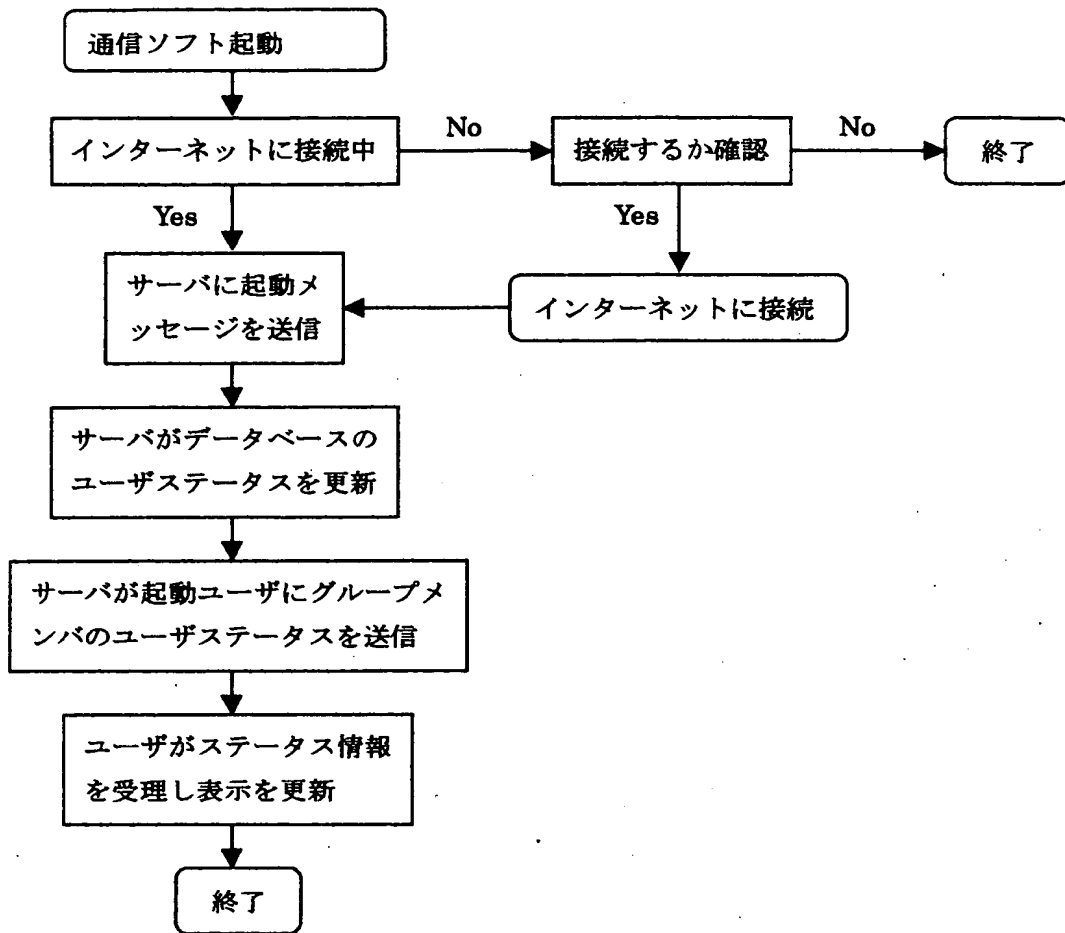 通信ソフト起動
インターネットに接続中
No
接続するか確認
No
終了
Yes
Yes
サーバに起動メ
ッセージを送信
インターネットに接続
サーバがデータベースの
ユーザステータスを更新
サーバが起動ユーザにグループメ
ンバのユーザステータスを送信
ユーザがステータス情報
を受理し表示を更新
終了